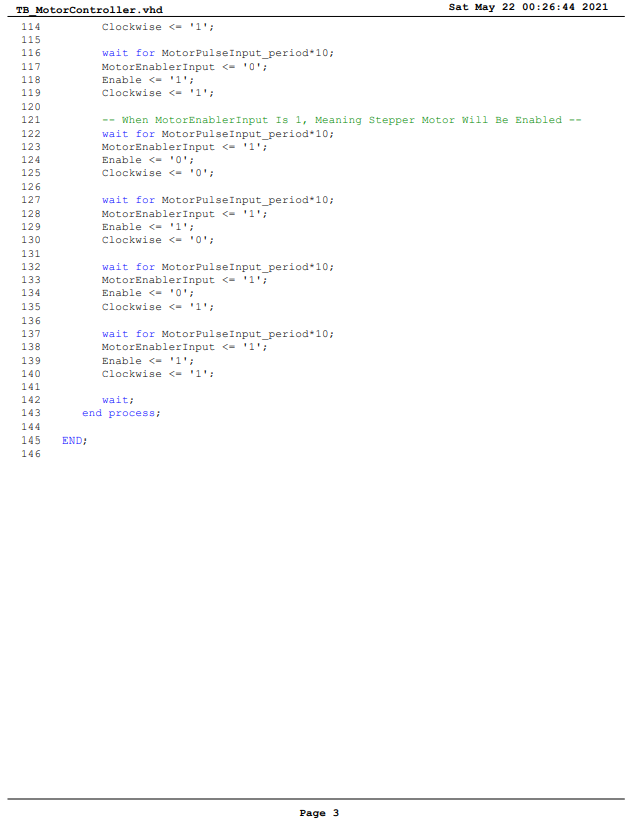 TB_MotorController.vhd Sat May 22 00:26:44 2021
114 Clockwise <= '1';
115
116 wait for MotorPulseInput_period*10;
117 MotorEnablerInput <= '0';
118 Enable <= '1';
119 Clockwise <= '1';
120
121 -- When MotorEnablerInput Is 1, Meaning Stepper Motor Will Be Enabled --
122 wait for MotorPulseInput_period*10;
123 MotorEnablerInput <= '1';
124 Enable <= '0';
125 Clockwise <= '0';
126
127 wait for MotorPulseInput_period*10;
128 MotorEnablerInput <= '1';
129 Enable <= '1';
130 Clockwise <= '0';
131
132 wait for MotorPulseInput_period*10;
133 MotorEnablerInput <= '1';
134 Enable <= '0';
135 Clockwise <= '1';
136
137 wait for MotorPulseInput_period*10;
138 MotorEnablerInput <= '1';
139 Enable <= '1';
140 Clockwise <= '1';
141
142 wait;
143 end process;
144
145 END;
146
Page 3